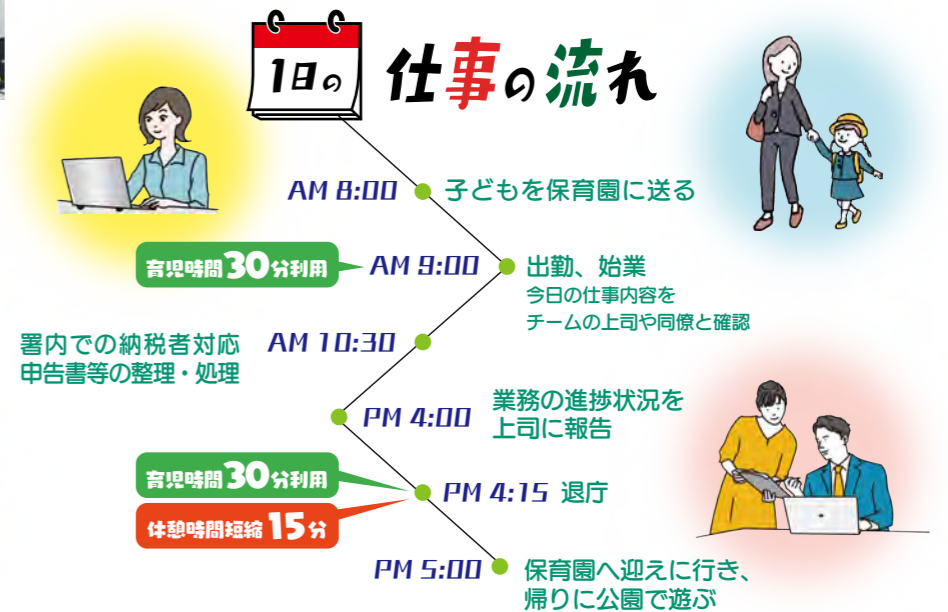 1日の 仕事の流れ
AM 8:00 子どもを保育園に送る
育児時間30分利用 AM 9:00 出勤、始業
今日の仕事内容を
チームの上司や同僚と確認
AM 10:30 署内での納税者対応
申告書等の整理・処理
PM 4:00 業務の進捗状況を
上司に報告
育児時間30分利用
休憩時間短縮15分
PM 4:15 退庁
PM 5:00 保育園へ迎えに行き、
帰りに公園で遊ぶ